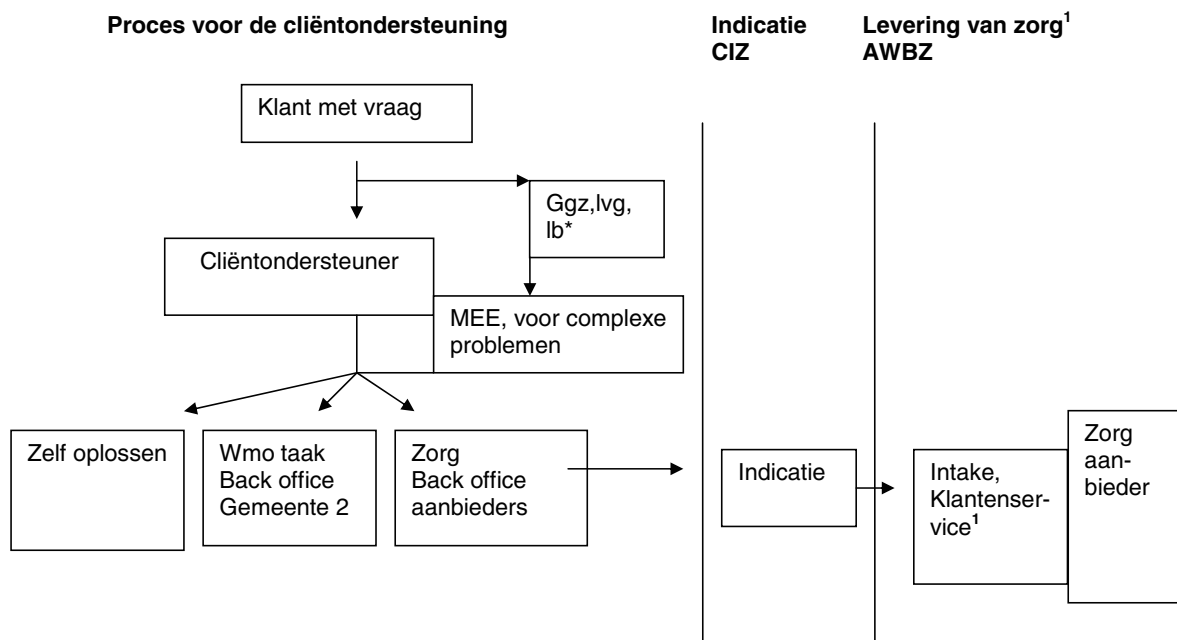 Proces voor de cliëntondersteuning
Indicatie
CIZ
Levering van zorg¹
AWBZ
Klant met vraag
Ggz,lvg,
lb*
Cliëntondersteuner
MEE, voor complexe
problemen
Zelf oplossen
Wmo taak
Back office
Gemeente 2
Zorg
Back office
aanbieders
Indicatie
Intake,
Klantenser-
vice¹
Zorg
aan-
bieder